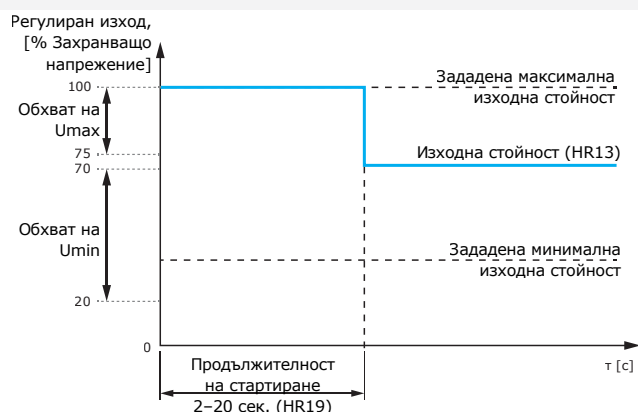 Регулиран изход,
[% Захранващо
напрежение]
100
Зададена максимална
изходна стойност
Обхват на
Umax
75
Изходна стойност (HR13)
70
Обхват на
Umin
Зададена минимална
изходна стойност
20
0
τ [с]
Продължителност
на стартиране
2–20 сек. (HR19)